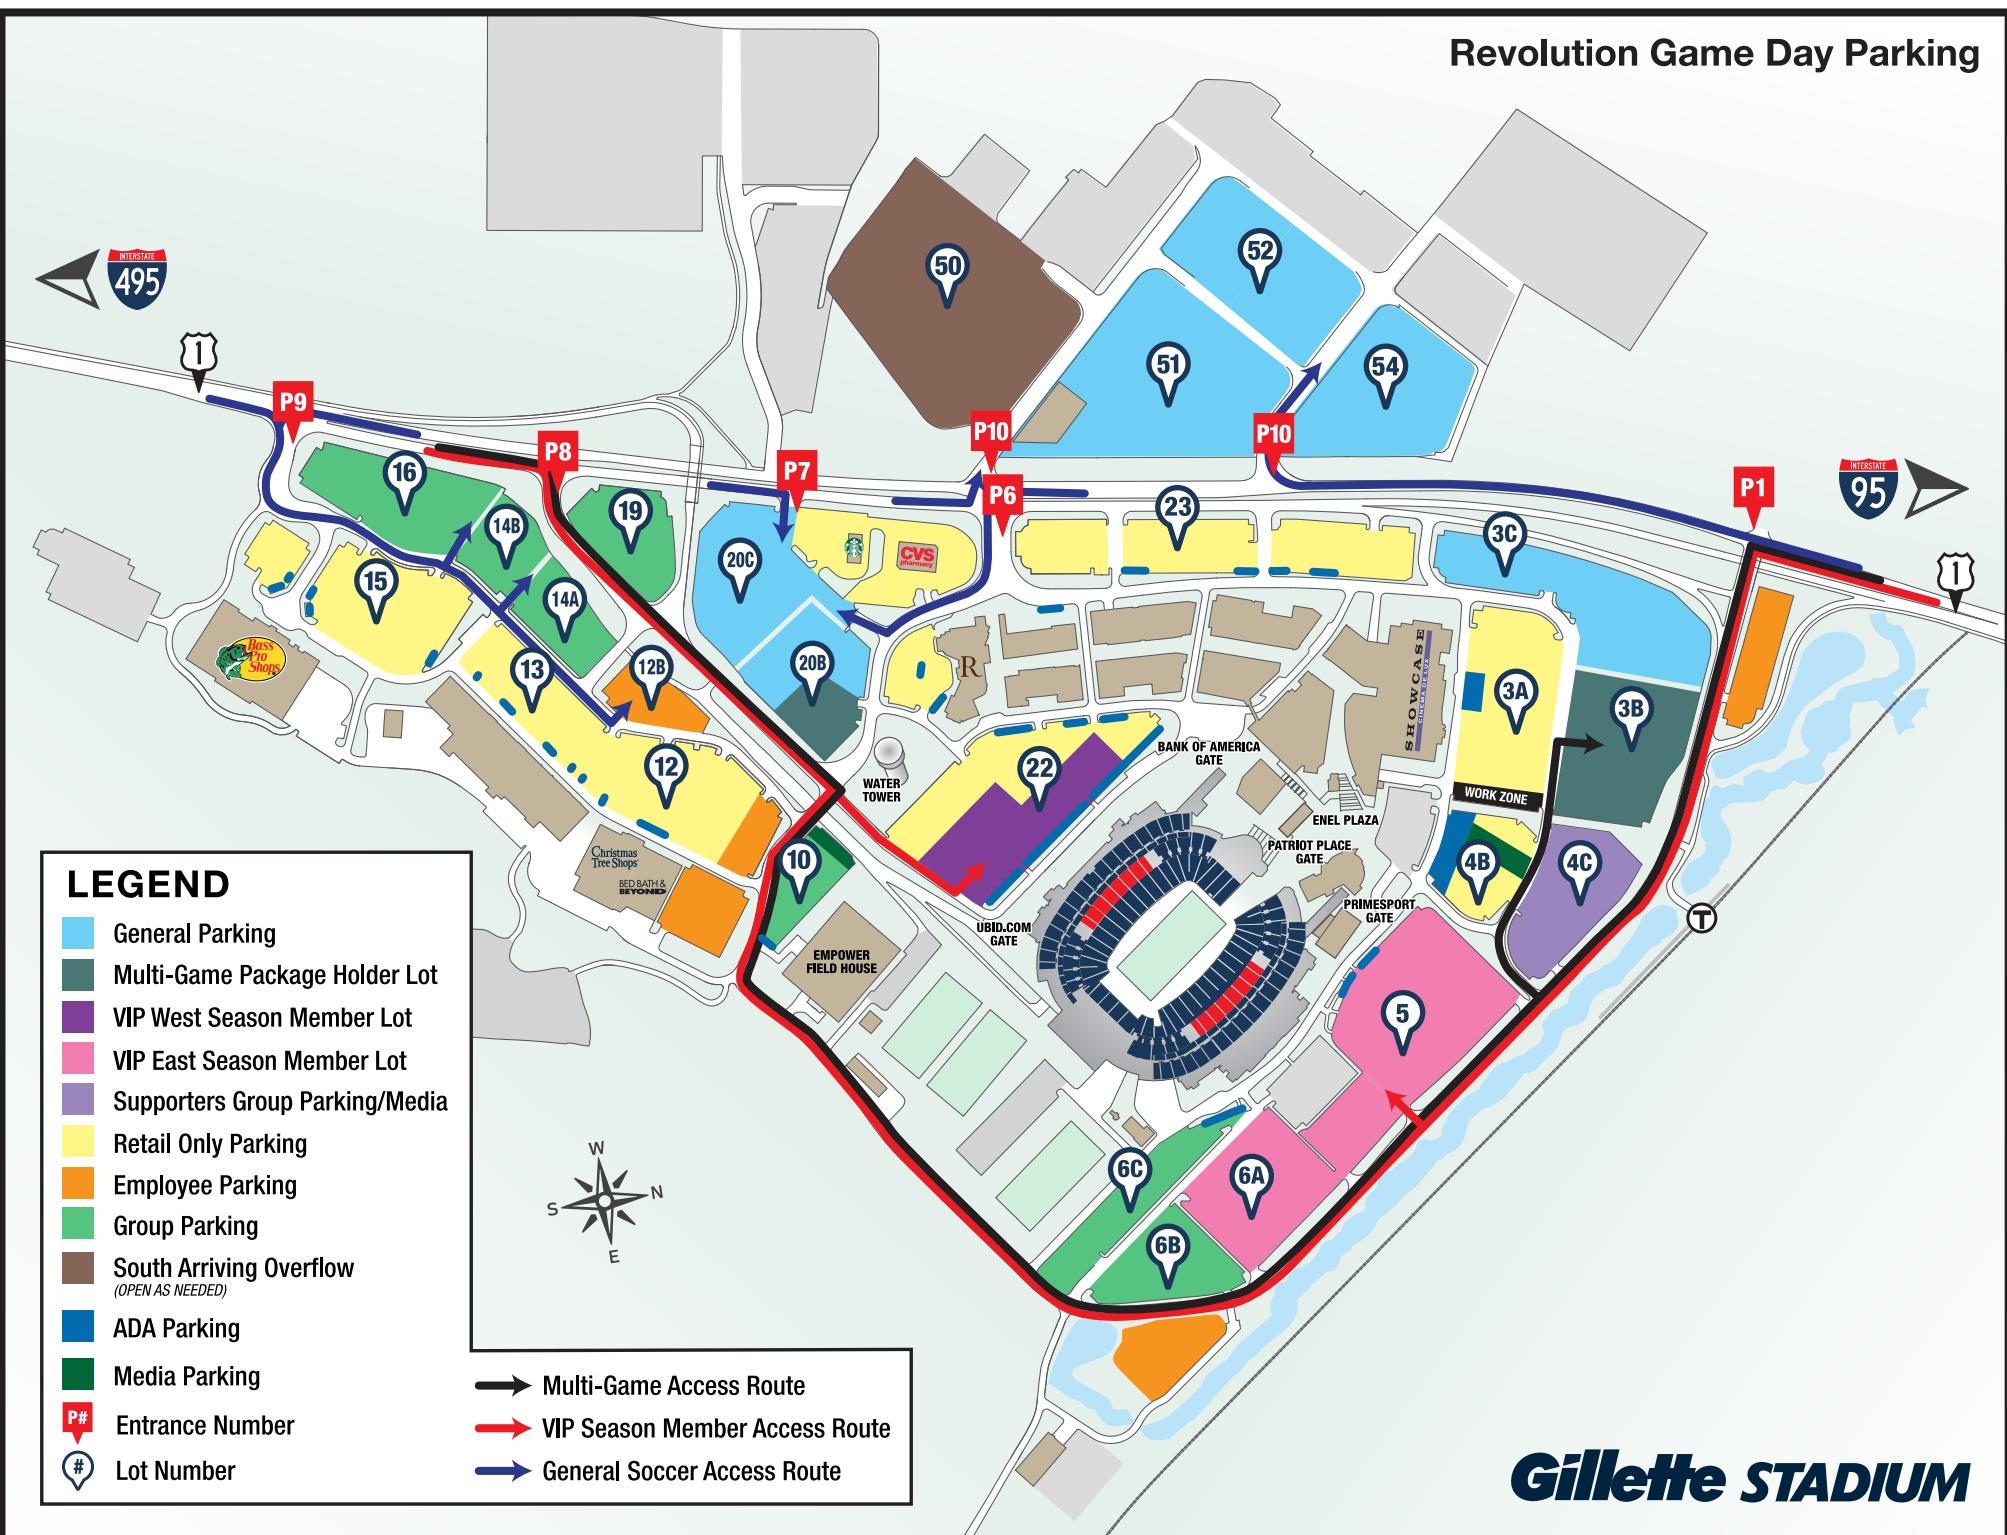 Revolution Game Day Parking
INTERSTATE
495
1
P9
P8
P7
P10
P6
P10
P1
INTERSTATE
95
1
50
52
51
54
16
14B
14A
19
20C
20B
CVS
pharmacy
23
3C
15
Bass
Pro
Shops
13
12B
12
R
SHOWCASE
CINEMA DE LUX
3A
3B
WORK ZONE
22
WATER
TOWER
BANK OF AMERICA
GATE
ENEL PLAZA
PATRIOT PLACE
GATE
PRIMESPORT
GATE
UBID.COM
GATE
4B
4C
T
Christmas
Tree Shops
BED BATH &
BEYOND
10
EMPOWER
FIELD HOUSE
5
6C
6A
6B
W
N
S
E
LEGEND
General Parking
Multi-Game Package Holder Lot
VIP West Season Member Lot
VIP East Season Member Lot
Supporters Group Parking/Media
Retail Only Parking
Employee Parking
Group Parking
South Arriving Overflow
(OPEN AS NEEDED)
ADA Parking
Media Parking
P# Entrance Number
# Lot Number
Multi-Game Access Route
VIP Season Member Access Route
General Soccer Access Route
Gillette STADIUM